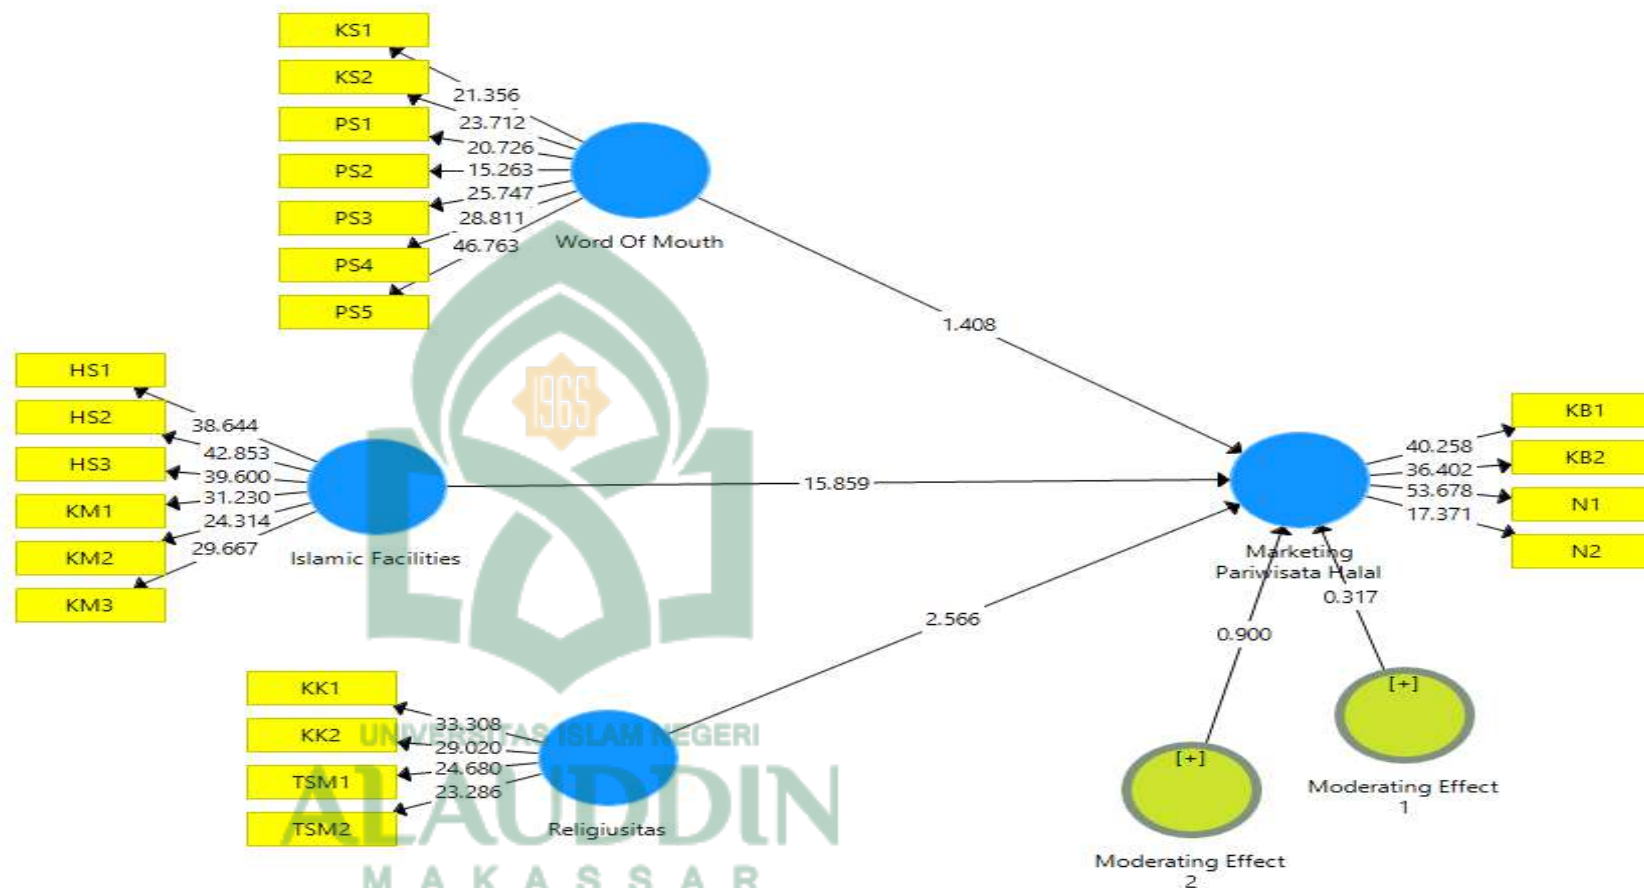 KS1
KS2
PS1
PS2
PS3
PS4
PS5
21.356
23.712
20.726
15.263
25.747
28.811
46.763
Word Of Mouth
1.408
HS1
HS2
HS3
KM1
KM2
KM3
38.644
42.853
39.600
31.230
24.314
29.667
Islamic Facilities
1965
15.859
KB1
KB2
N1
N2
40.258
36.402
53.678
17.371
Marketing
Pariwisata Halal
2.566
0.900
0.317
KK1
KK2
TSM1
TSM2
33.308
29.020
24.680
23.286
Religiusitas
[+]
Moderating Effect
1
[+]
Moderating Effect
2
UNIVERSITAS ISLAM NEGERI
ALAUDDIN
MAKASSAR